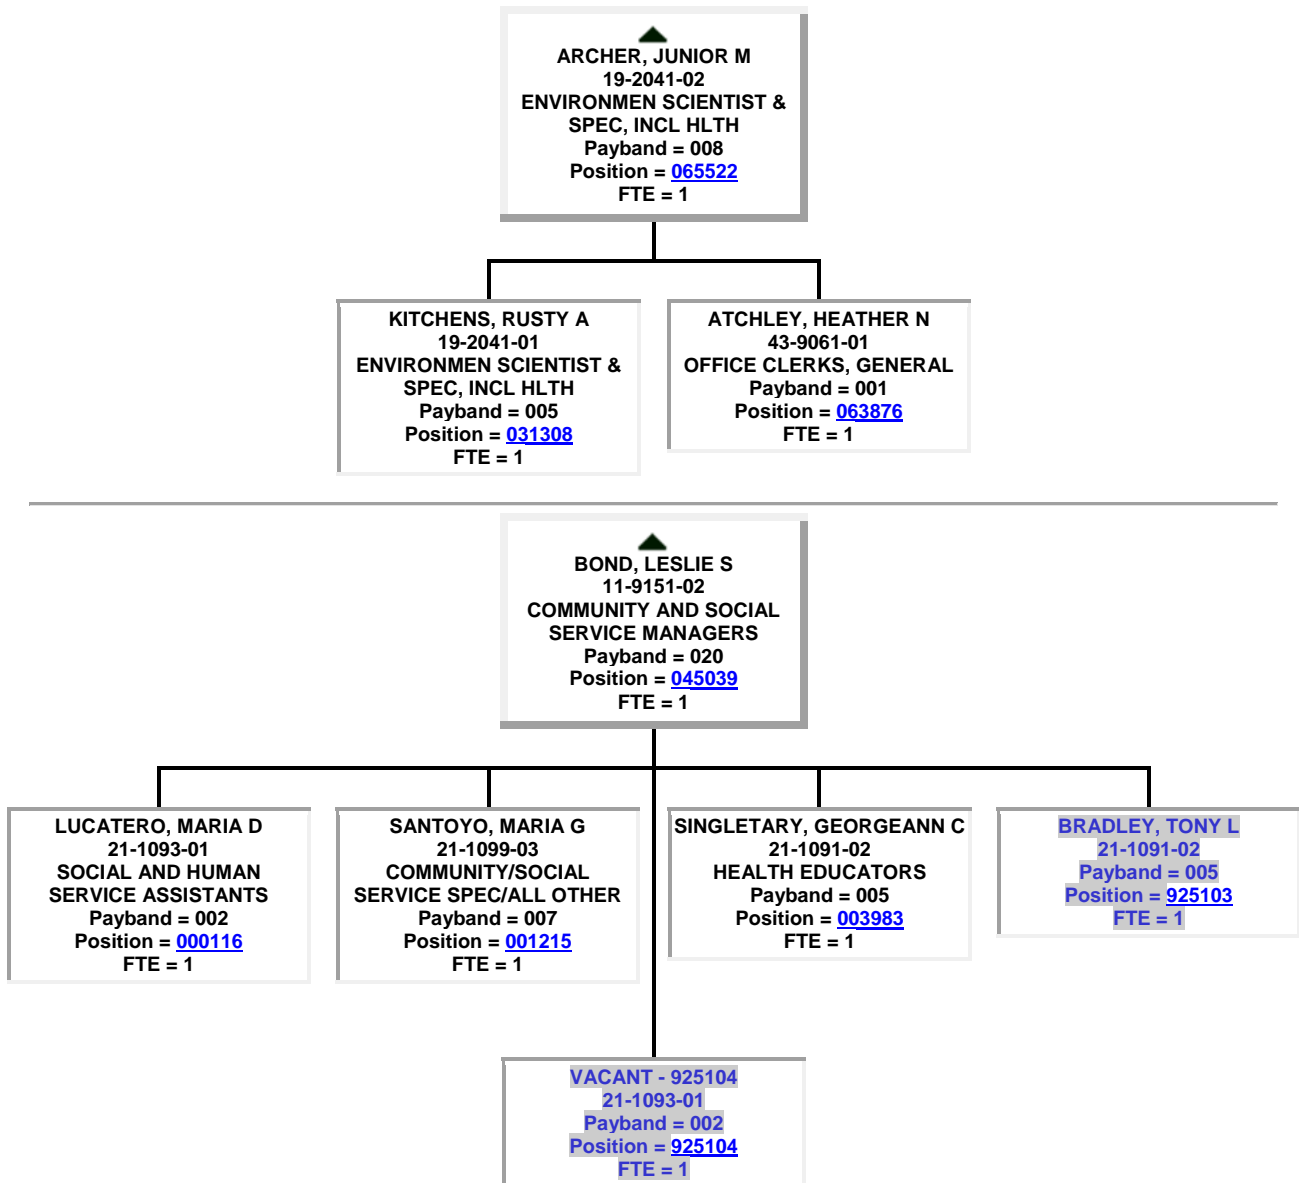 ARCHER, JUNIOR M
19-2041-02
ENVIRONMEN SCIENTIST &
SPEC, INCL HLTH
Payband = 008
Position = 065522
FTE = 1
KITCHENS, RUSTY A
19-2041-01
ENVIRONMEN SCIENTIST &
SPEC, INCL HLTH
Payband = 005
Position = 031308
FTE = 1
ATCHLEY, HEATHER N
43-9061-01
OFFICE CLERKS, GENERAL
Payband = 001
Position = 063876
FTE = 1
BOND, LESLIE S
11-9151-02
COMMUNITY AND SOCIAL
SERVICE MANAGERS
Payband = 020
Position = 045039
FTE = 1
LUCATERO, MARIA D
21-1093-01
SOCIAL AND HUMAN
SERVICE ASSISTANTS
Payband = 002
Position = 000116
FTE = 1
SANTOYO, MARIA G
21-1099-03
COMMUNITY/SOCIAL
SERVICE SPEC/ALL OTHER
Payband = 007
Position = 001215
FTE = 1
SINGLETARY, GEORGEANN C
21-1091-02
HEALTH EDUCATORS
Payband = 005
Position = 003983
FTE = 1
BRADLEY, TONY L
21-1091-02
Payband = 005
Position = 925103
FTE = 1
VACANT - 925104
21-1093-01
Payband = 002
Position = 925104
FTE = 1